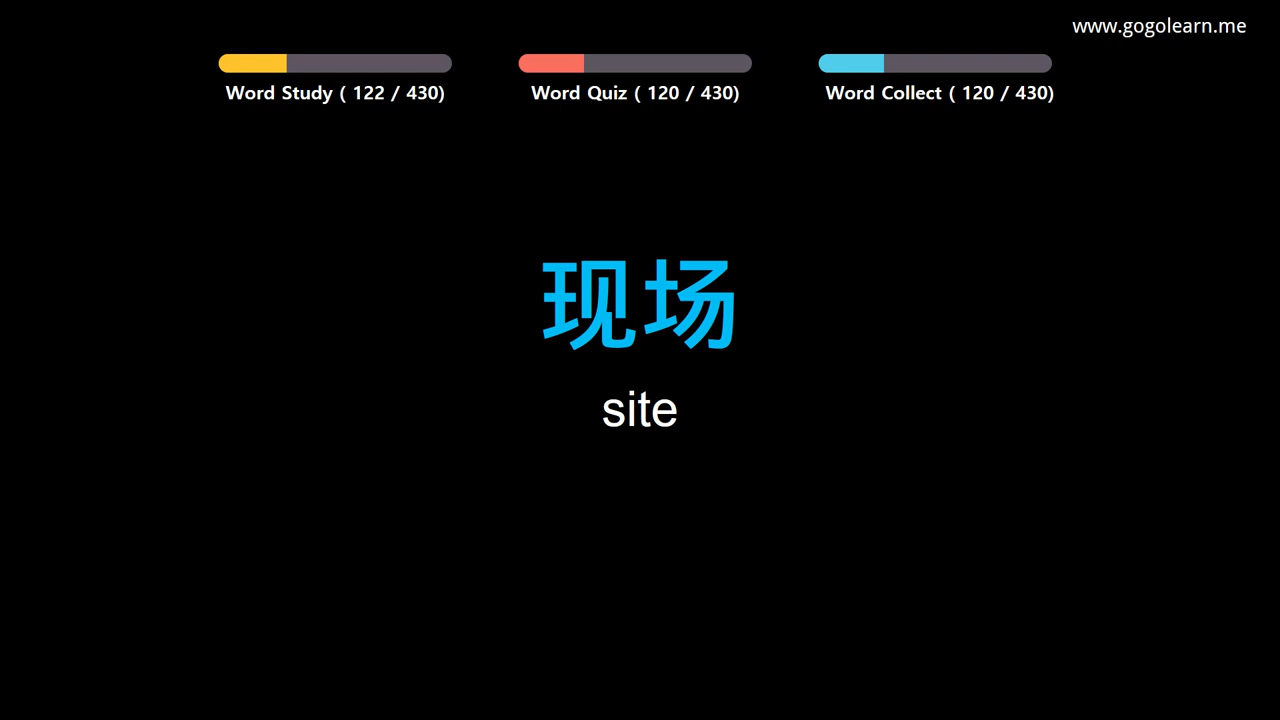 www.gogolearn.me
Word Study ( 122 / 430)
Word Quiz ( 120 / 430)
Word Collect ( 120 / 430)
现场
site